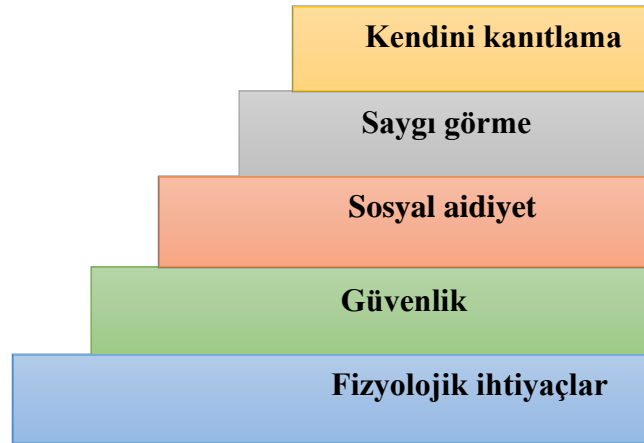 Kendini kanıtlama
Saygı görme
Sosyal aidiyet
Güvenlik
Fizyolojik ihtiyaçlar